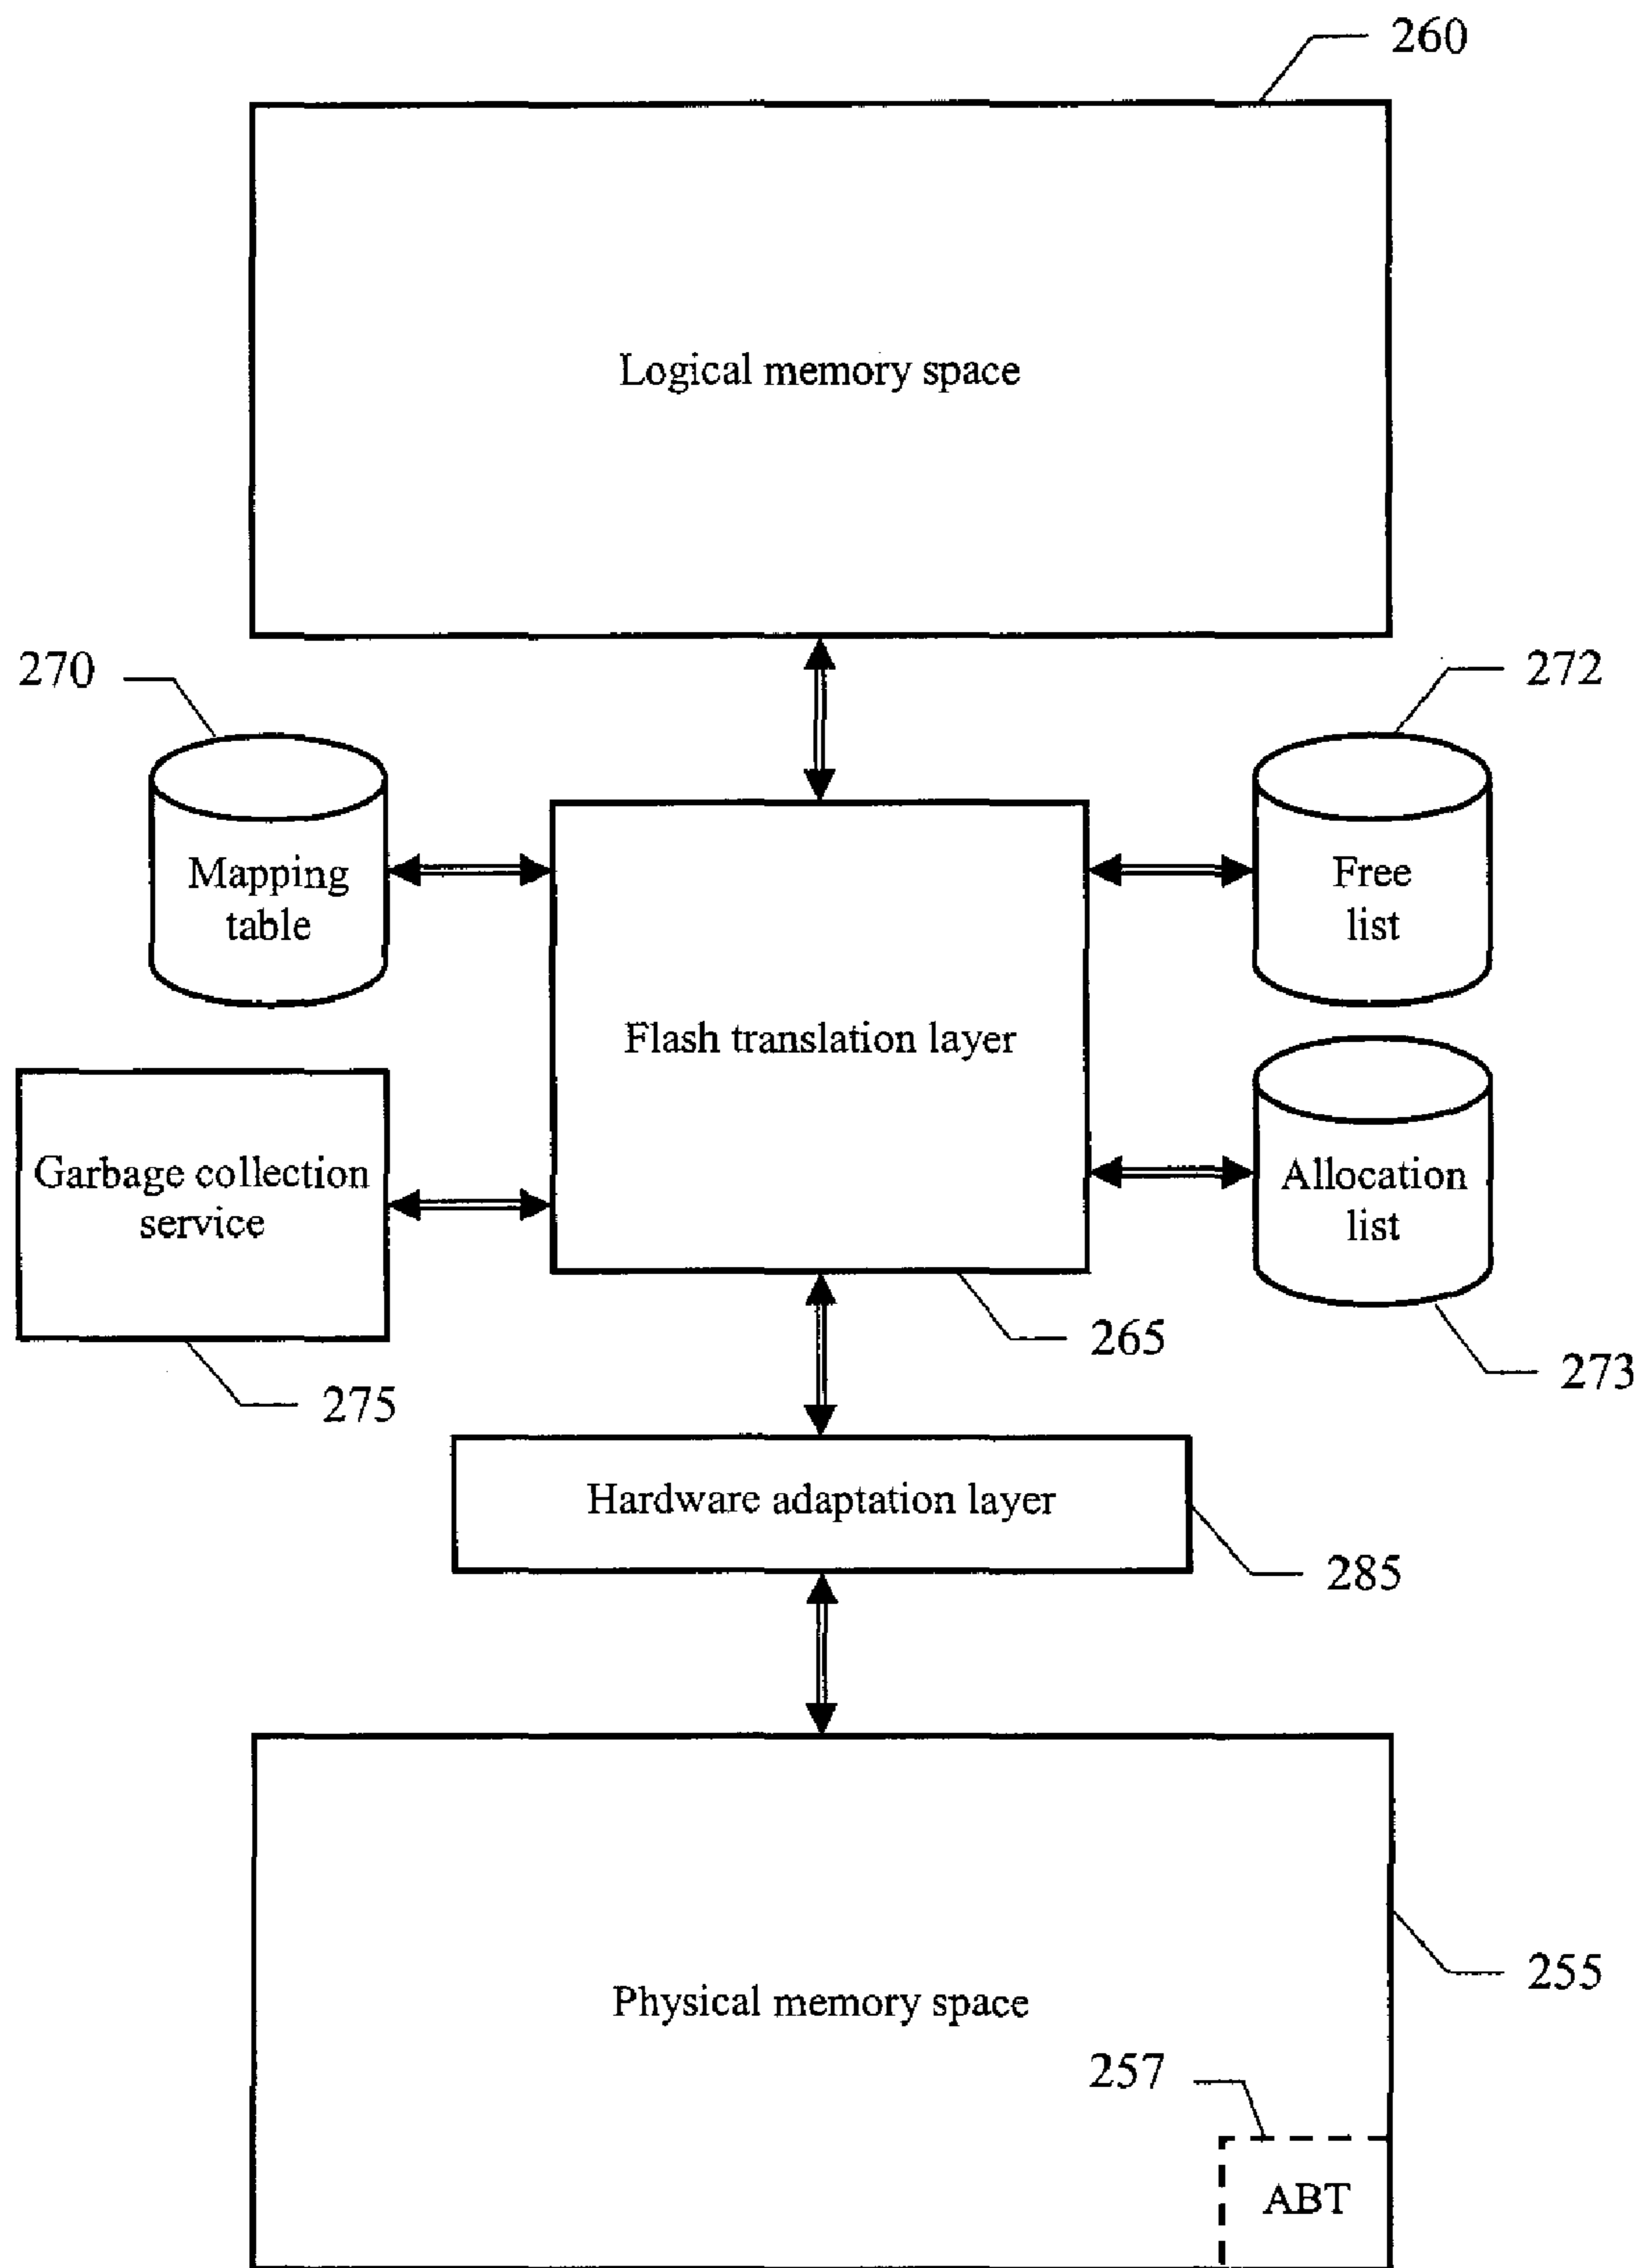 260
Logical memory space
270
272
Mapping
table
Free
list
Flash translation layer
Garbage collection
service
Allocation
list
265
273
275
Hardware adaptation layer
285
255
Physical memory space
257
ABT